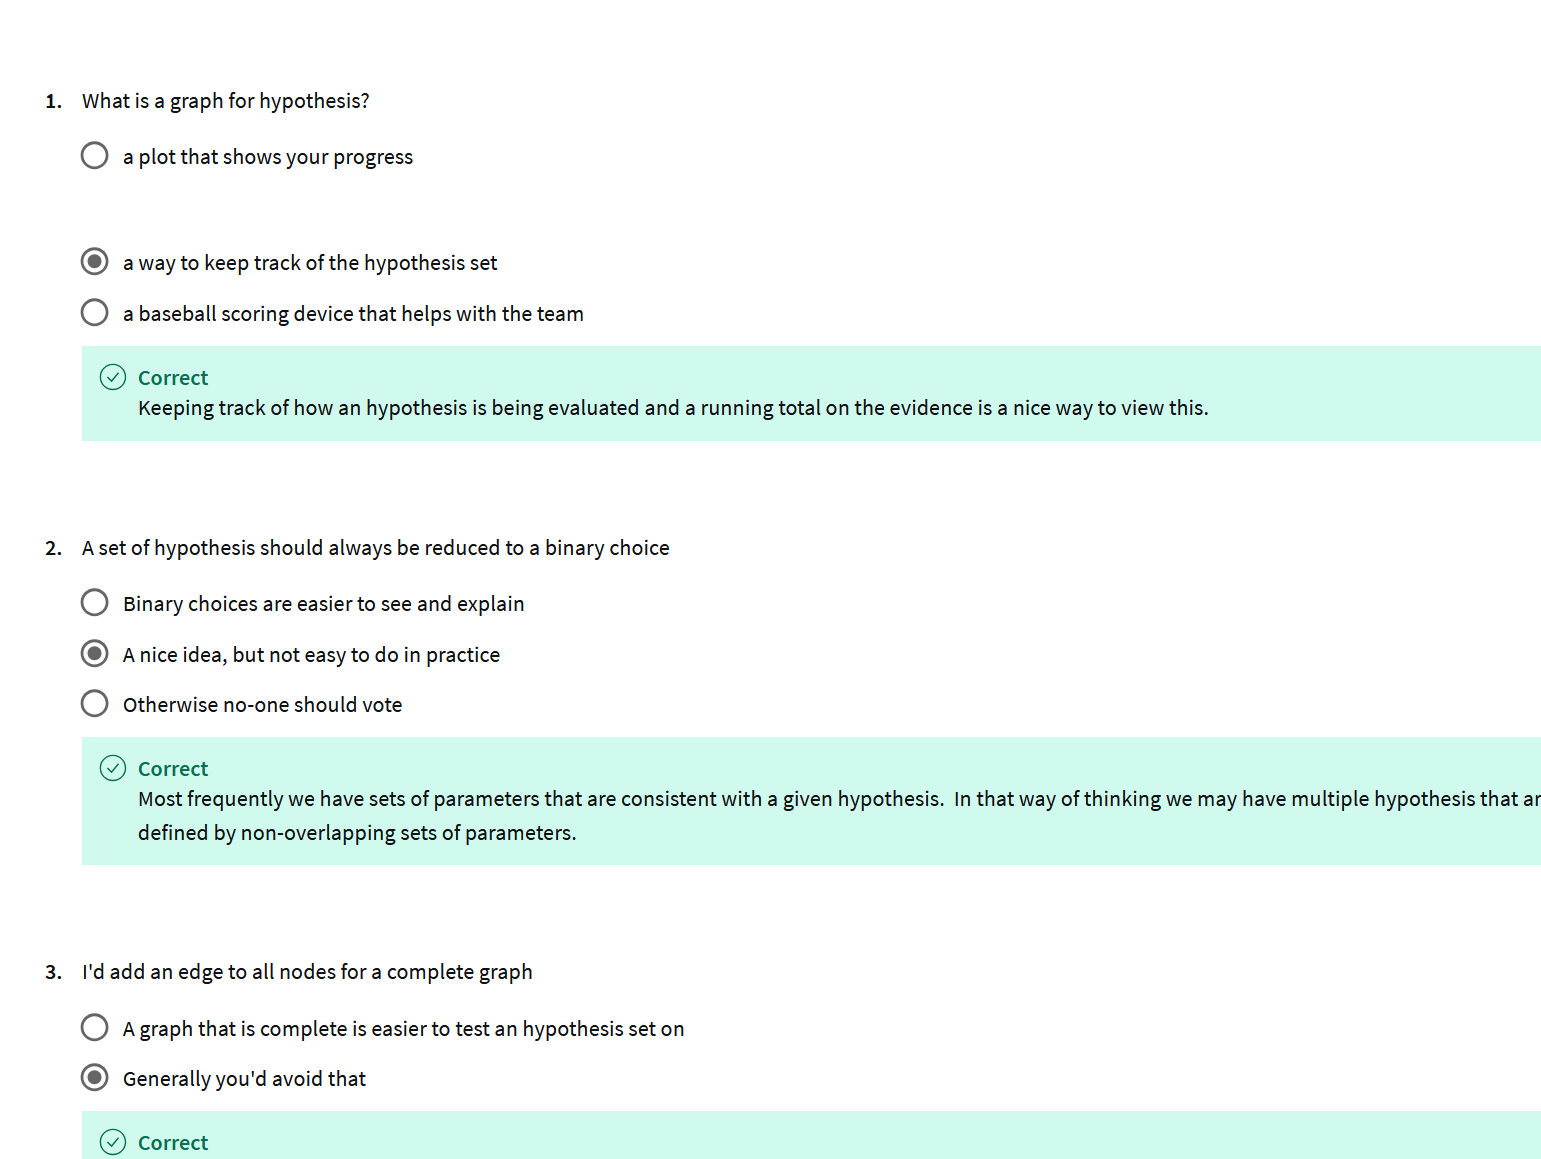 1. What is a graph for hypothesis?
a plot that shows your progress
a way to keep track of the hypothesis set
a baseball scoring device that helps with the team
Correct
Keeping track of how an hypothesis is being evaluated and a running total on the evidence is a nice way to view this.
2. A set of hypothesis should always be reduced to a binary choice
Binary choices are easier to see and explain
A nice idea, but not easy to do in practice
Otherwise no-one should vote
Correct
Most frequently we have sets of parameters that are consistent with a given hypothesis.  In that way of thinking we may have multiple hypothesis that
defined by non-overlapping sets of parameters.
3. I'd add an edge to all nodes for a complete graph
A graph that is complete is easier to test an hypothesis set on
Generally you'd avoid that
Correct